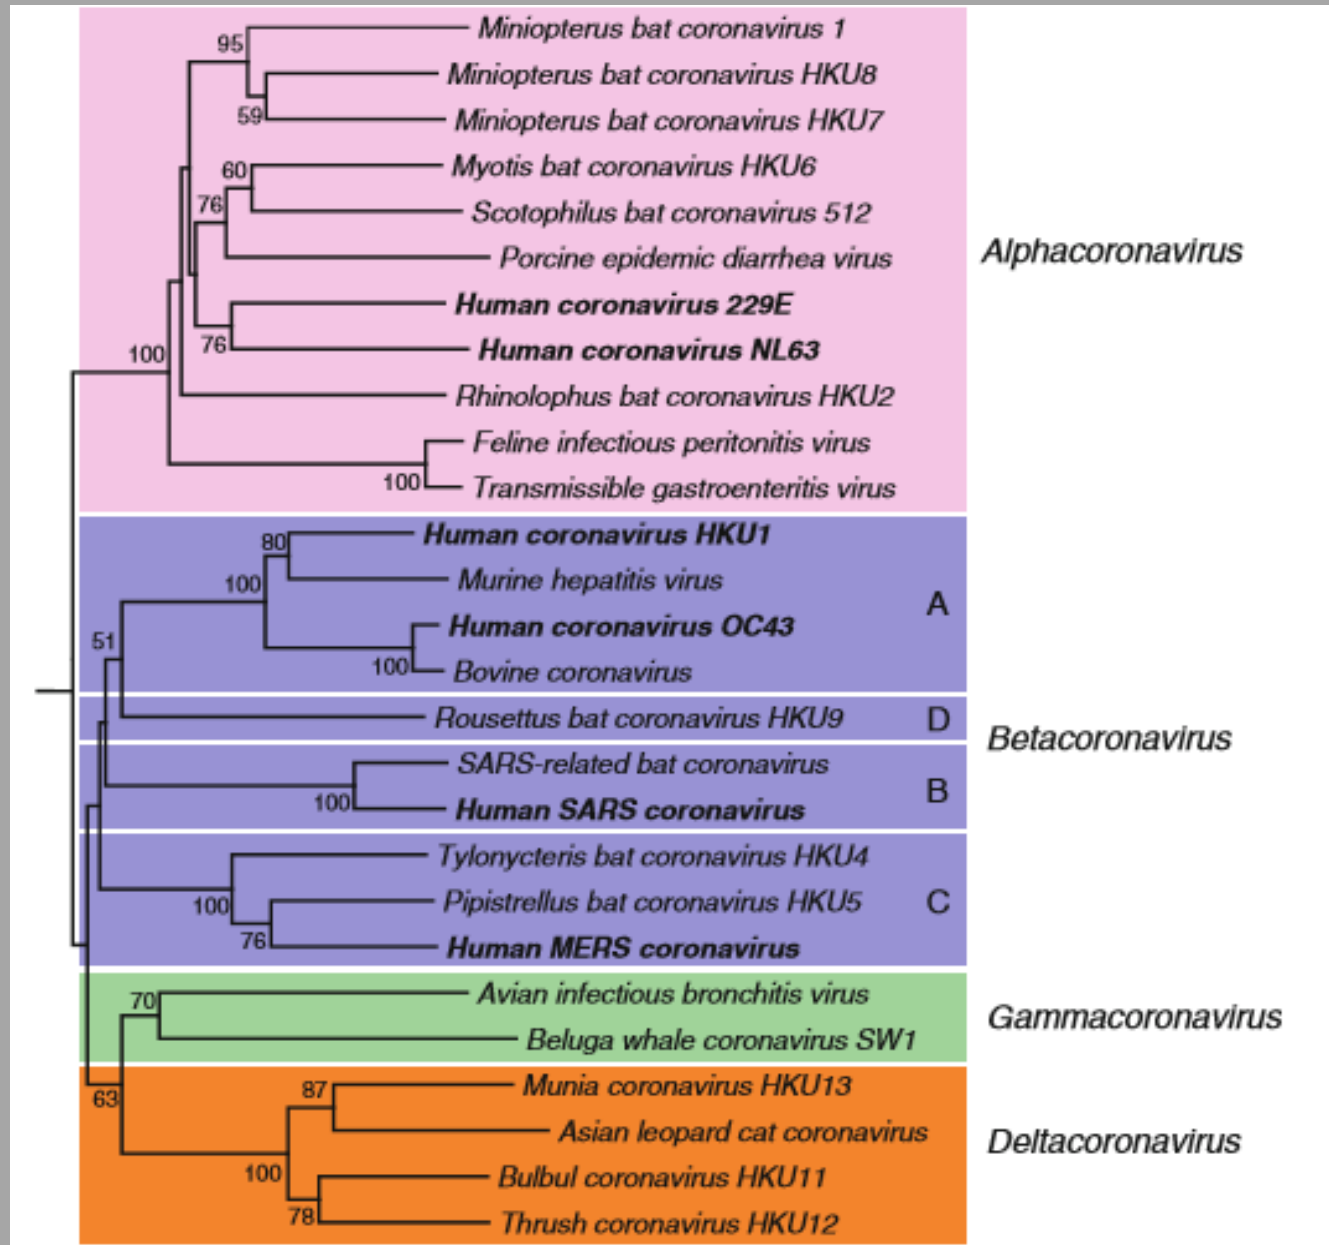 95
Miniopterus bat coronavirus 1
Miniopterus bat coronavirus HKU8
59
Miniopterus bat coronavirus HKU7
60
Myotis bat coronavirus HKU6
76
Scotophilus bat coronavirus 512
Porcine epidemic diarrhea virus
Alphacoronavirus
Human coronavirus 229E
76
Human coronavirus NL63
100
Rhinolophus bat coronavirus HKU2
Feline infectious peritonitis virus
100
Transmissible gastroenteritis virus
80
Human coronavirus HKU1
100
Murine hepatitis virus
A
51
Human coronavirus OC43
100
Bovine coronavirus
Rousettus bat coronavirus HKU9
D
Betacoronavirus
SARS-related bat coronavirus
B
100
Human SARS coronavirus
Tylonycteris bat coronavirus HKU4
100
Pipistrellus bat coronavirus HKU5
C
76
Human MERS coronavirus
70
Avian infectious bronchitis virus
Gammacoronavirus
Beluga whale coronavirus SW1
63
87
Munia coronavirus HKU13
Asian leopard cat coronavirus
Deltacoronavirus
100
Bulbul coronavirus HKU11
78
Thrush coronavirus HKU12